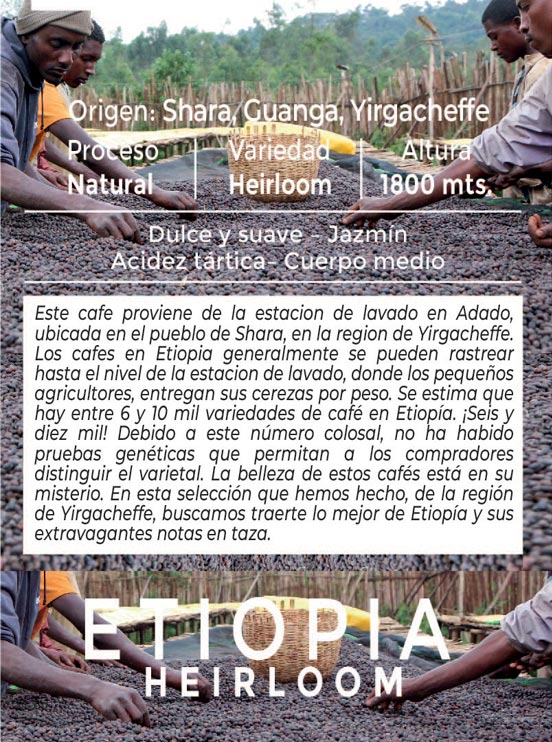 Origen: Shara, Guanga, Yirgacheffe
Proceso Variedad Altura
Natural Heirloom 1800 mts.
Dulce y suave - Jazmín
Acidez tártica- Cuerpo medio
Este cafe proviene de la estacion de lavado en Adado,
ubicada en el pueblo de Shara, en la region de Yirgacheffe.
Los cafes en Etiopia generalmente se pueden rastrear
hasta el nivel de la estacion de lavado, donde los pequeños
agricultores, entregan sus cerezas por peso. Se estima que
hay entre 6 y 10 mil variedades de café en Etiopía. ¡Seis y
diez mil! Debido a este número colosal, no ha habido
pruebas genéticas que permitan a los compradores
distinguir el varietal. La belleza de estos cafés está en su
misterio. En esta selección que hemos hecho, de la región
de Yirgacheffe, buscamos traerte lo mejor de Etiopía y sus
extravagantes notas en taza.
ETIOPIA
HEIRLOOM